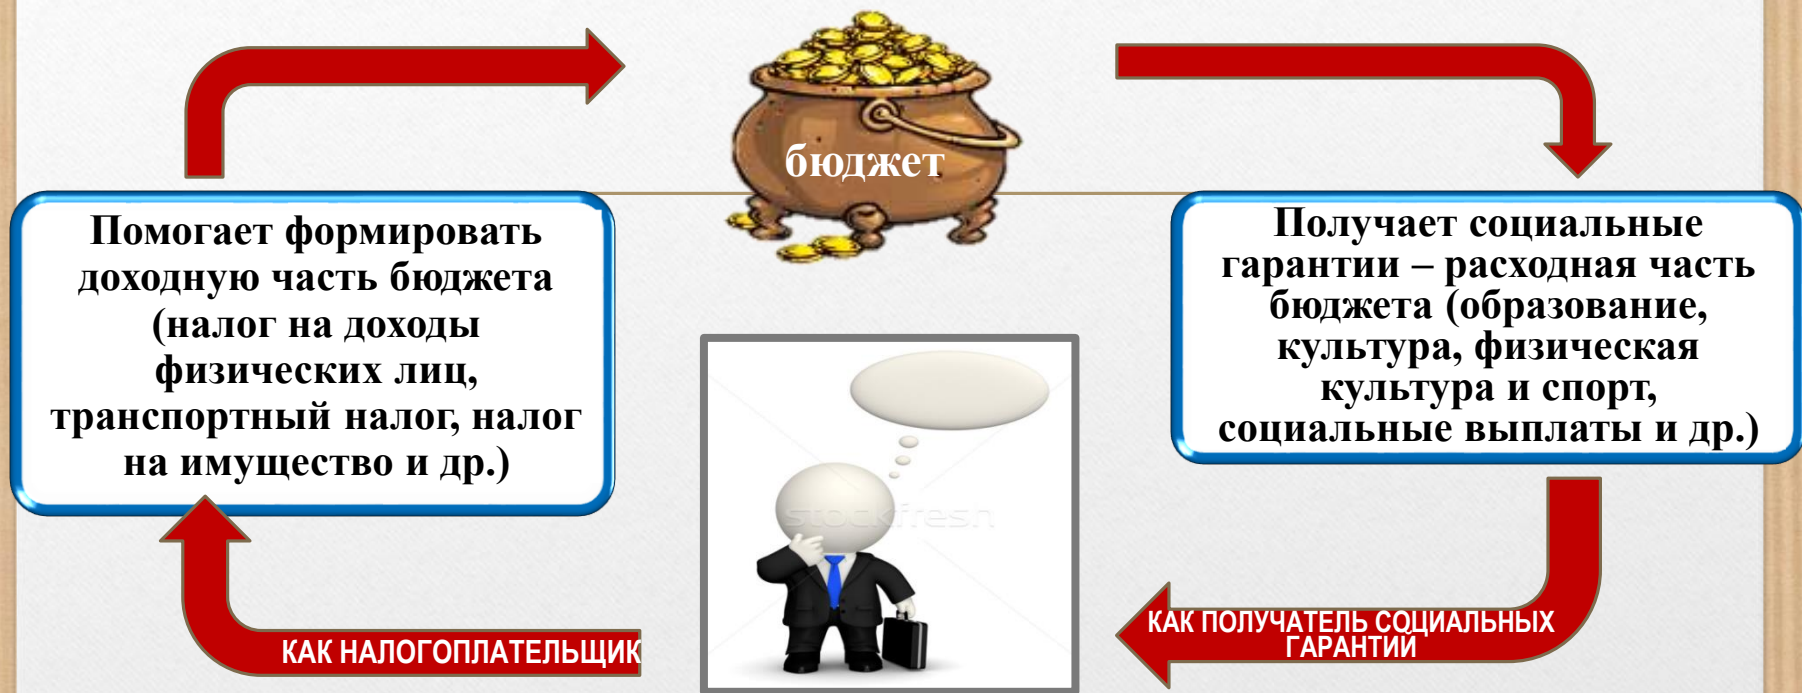 бюджет
Помогает формировать
доходную часть бюджета
(налог на доходы
физических лиц,
транспортный налог, налог
на имущество и др.)
Получает социальные
гарантии – расходная часть
бюджета (образование,
культура, физическая
культура и спорт,
социальные выплаты и др.)
stockfresh
КАК НАЛОГОПЛАТЕЛЬЩИК
КАК ПОЛУЧАТЕЛЬ СОЦИАЛЬНЫХ
ГАРАНТИЙ